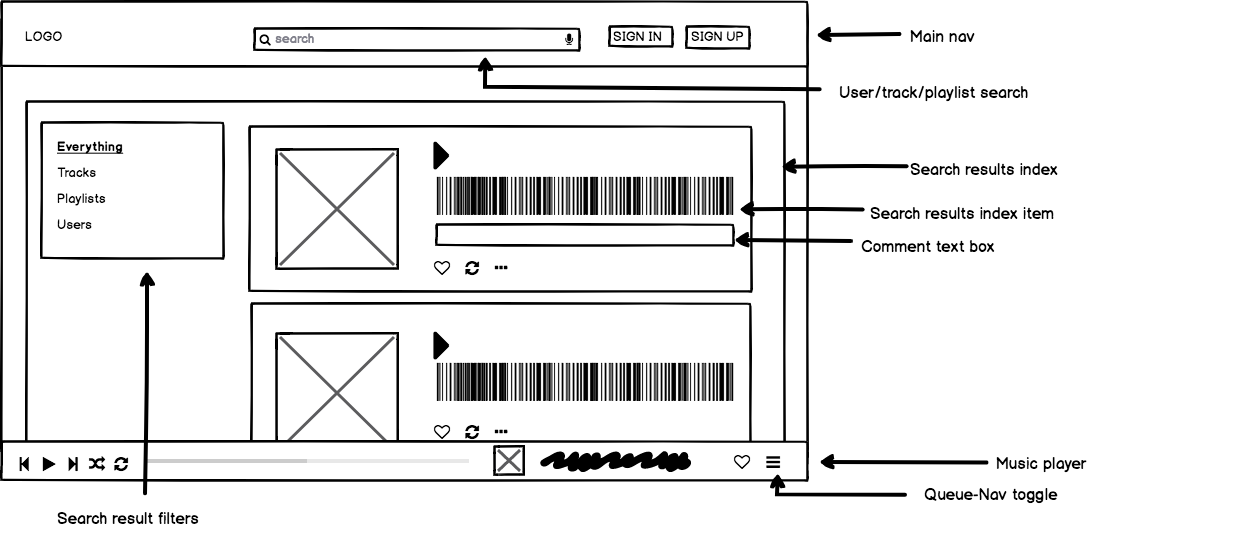 LOGO
search
SIGN IN
SIGN UP
Main nav
User/track/playlist search
Everything
Tracks
Playlists
Users
Search results index
Search results index item
Comment text box
Music player
Queue-Nav toggle
Search result filters